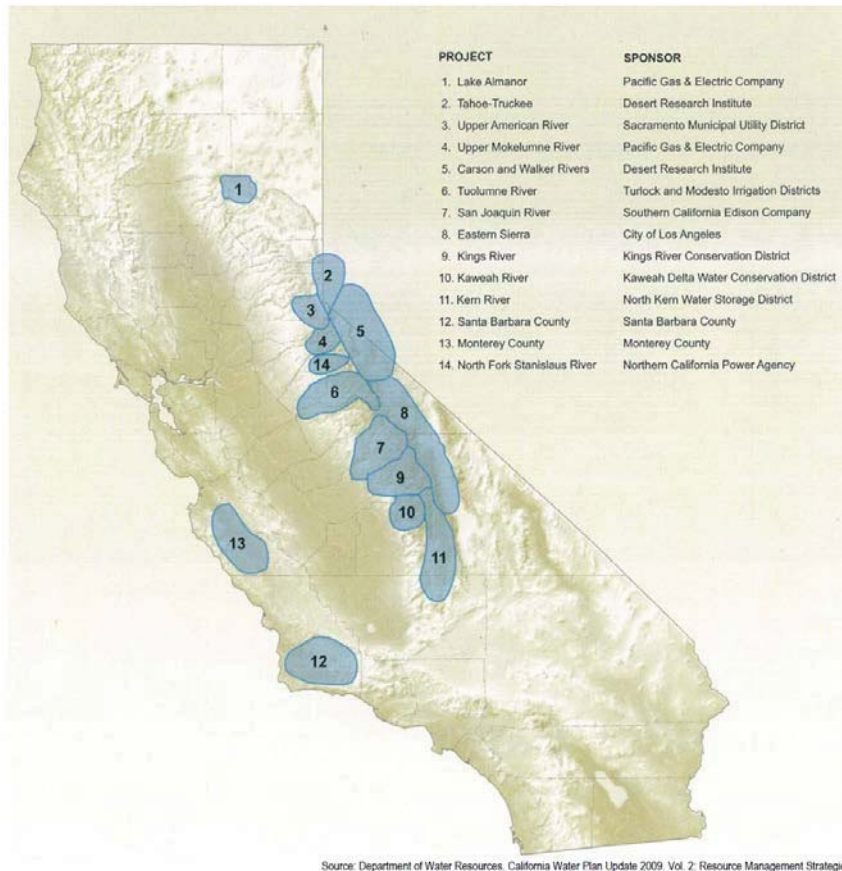 PROJECT SPONSOR
1. Lake Almanor Pacific Gas & Electric Company
2. Tahoe-Truckee Desert Research Institute
3. Upper American River Sacramento Municipal Utility District
4. Upper Mokelumne River Pacific Gas & Electric Company
5. Carson and Walker Rivers Desert Research Institute
6. Tuolumne River Turlock and Modesto Irrigation Districts
7. San Joaquin River Southern California Edison Company
8. Eastern Sierra City of Los Angeles
9. Kings River Kings River Conservation District
10. Kaweah River Kaweah Delta Water Conservation District
11. Kern River North Kern Water Storage District
12. Santa Barbara County Santa Barbara County
13. Monterey County Monterey County
14. North Fork Stanislaus River Northern California Power Agency
1
2
3
5
4
14
6
8
7
9
10
13
11
12
Source: Department of Water Resources. California Water Plan Update 2009. Vol. 2: Resource Management Strategi